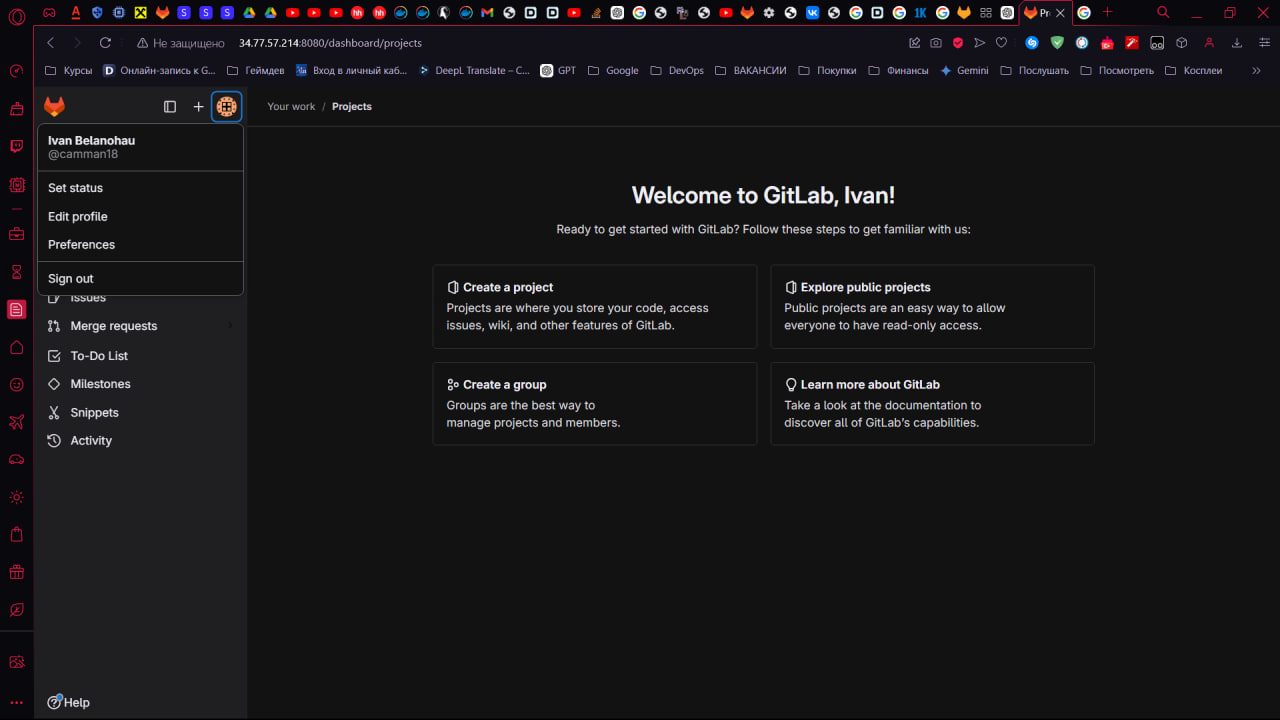 Pr
Не защищено
34.77.57.214:8080/dashboard/projects
Курсы
Онлайн-запись к G...
Геймдев
Вход в личный каб...
DeepL Translate – C...
GPT
Google
DevOps
ВАКАНСИИ
Покупки
Финансы
Gemini
Послушать
Посмотреть
Косплеи
Your work / Projects
Ivan Belanohau
@camman18
Set status
Edit profile
Preferences
Sign out
Issues
Merge requests
To-Do List
Milestones
Snippets
Activity
Help
Welcome to GitLab, Ivan!
Ready to get started with GitLab? Follow these steps to get familiar with us:
Create a project
Projects are where you store your code, access
issues, wiki, and other features of GitLab.
Explore public projects
Public projects are an easy way to allow
everyone to have read-only access.
Create a group
Groups are the best way to
manage projects and members.
Learn more about GitLab
Take a look at the documentation to
discover all of GitLab's capabilities.